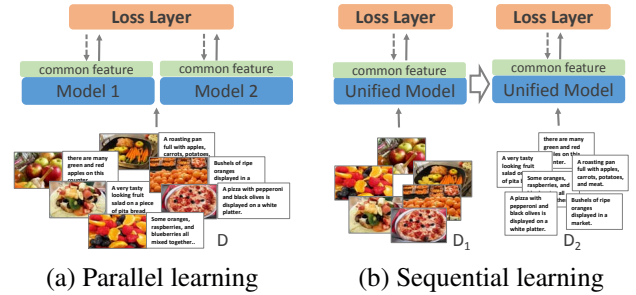 Loss Layer
common feature
common feature
Model 1
Model 2
there are many
green and red
apples on this
A roasting pan
full with apples,
carrots, potatoes,
A very tasty
looking fruit
salad on a piece
of pita bread
Bushels of ripe
oranges
displayed in a
A pizza with pepperoni
and black olives is
displayed on a white
platter.
Some oranges,
raspberries, and
blueberries all
mixed together..
D
(a) Parallel learning
Loss Layer
Loss Layer
common feature
common feature
Unified Model
Unified Model
D1
there are many
green and red
apples on this
A very tasty
looking fruit
salad on a
of pita
A roasting pan
full with apples,
carrots, potatoes,
and meat.
Some oranges,
raspberries, and
A pizza with
pepperoni and
black olives is
displayed on a
white platter.
Bushels of ripe
oranges
displayed in a
market.
D2
(b) Sequential learning